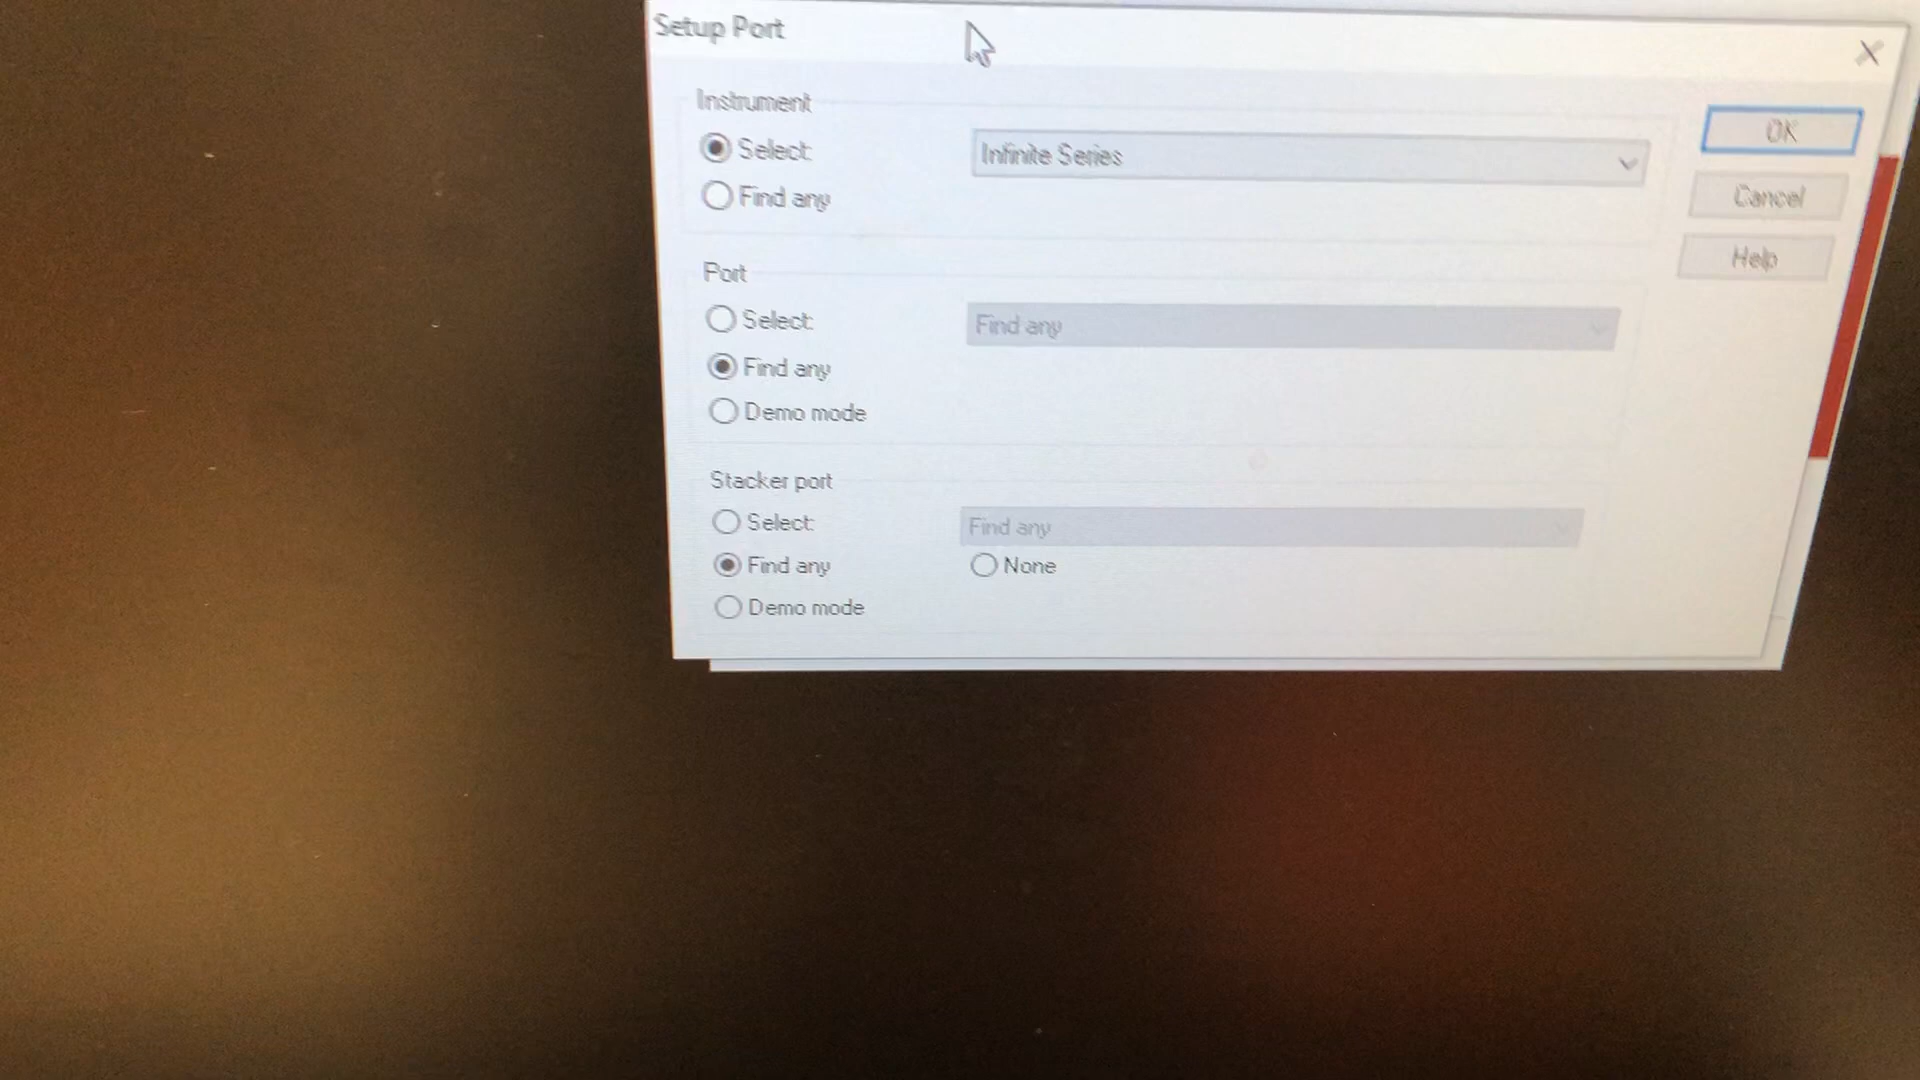 Setup Port
Instrument
Select:
Infinite Series
OK
Find any
Cancel
Help
Port
Select:
Find any
Find any
Demo mode
Stacker port
Select:
Find any
Find any
None
Demo mode